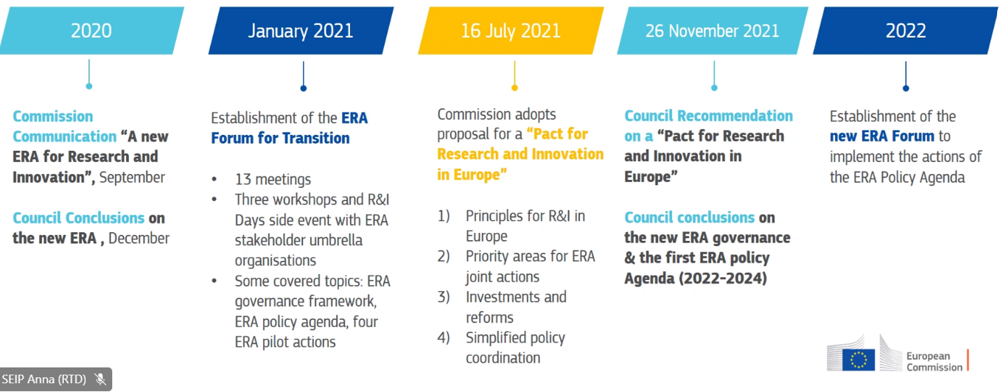 2020
Commission
Communication “A new
ERA for Research and
Innovation”, September
Council Conclusions on
the new ERA , December
January 2021
Establishment of the ERA
Forum for Transition
• 13 meetings
• Three workshops and R&I
Days side event with ERA
stakeholder umbrella
organisations
• Some covered topics: ERA
governance framework,
ERA policy agenda, four
ERA pilot actions
16 July 2021
Commission adopts
proposal for a “Pact for
Research and Innovation
in Europe”
1) Principles for R&I in
Europe
2) Priority areas for ERA
joint actions
3) Investments and
reforms
4) Simplified policy
coordination
26 November 2021
Council Recommendation
on a “Pact for Research
and Innovation in
Europe”
Council conclusions on
the new ERA governance
& the first ERA policy
Agenda (2022-2024)
2022
Establishment of the
new ERA Forum to
implement the actions of
the ERA Policy Agenda
European
Commission
SEIP Anna (RTD)